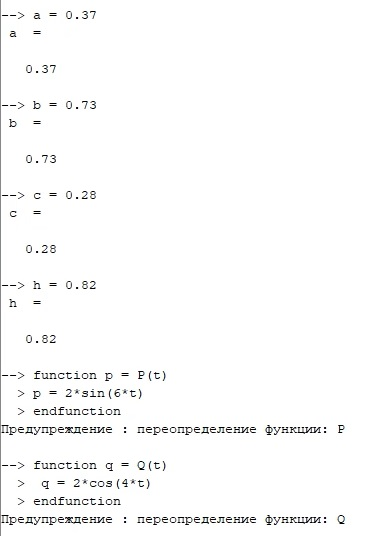 --> a = 0.37
 a  =

   0.37

--> b = 0.73
 b  =

   0.73

--> c = 0.28
 c  =

   0.28

--> h = 0.82
 h  =

   0.82

--> function p = P(t)
  > p = 2*sin(6*t)
  > endfunction
Предупреждение : переопределение функции: P

--> function q = Q(t)
  >  q = 2*cos(4*t)
  > endfunction
Предупреждение : переопределение функции: Q